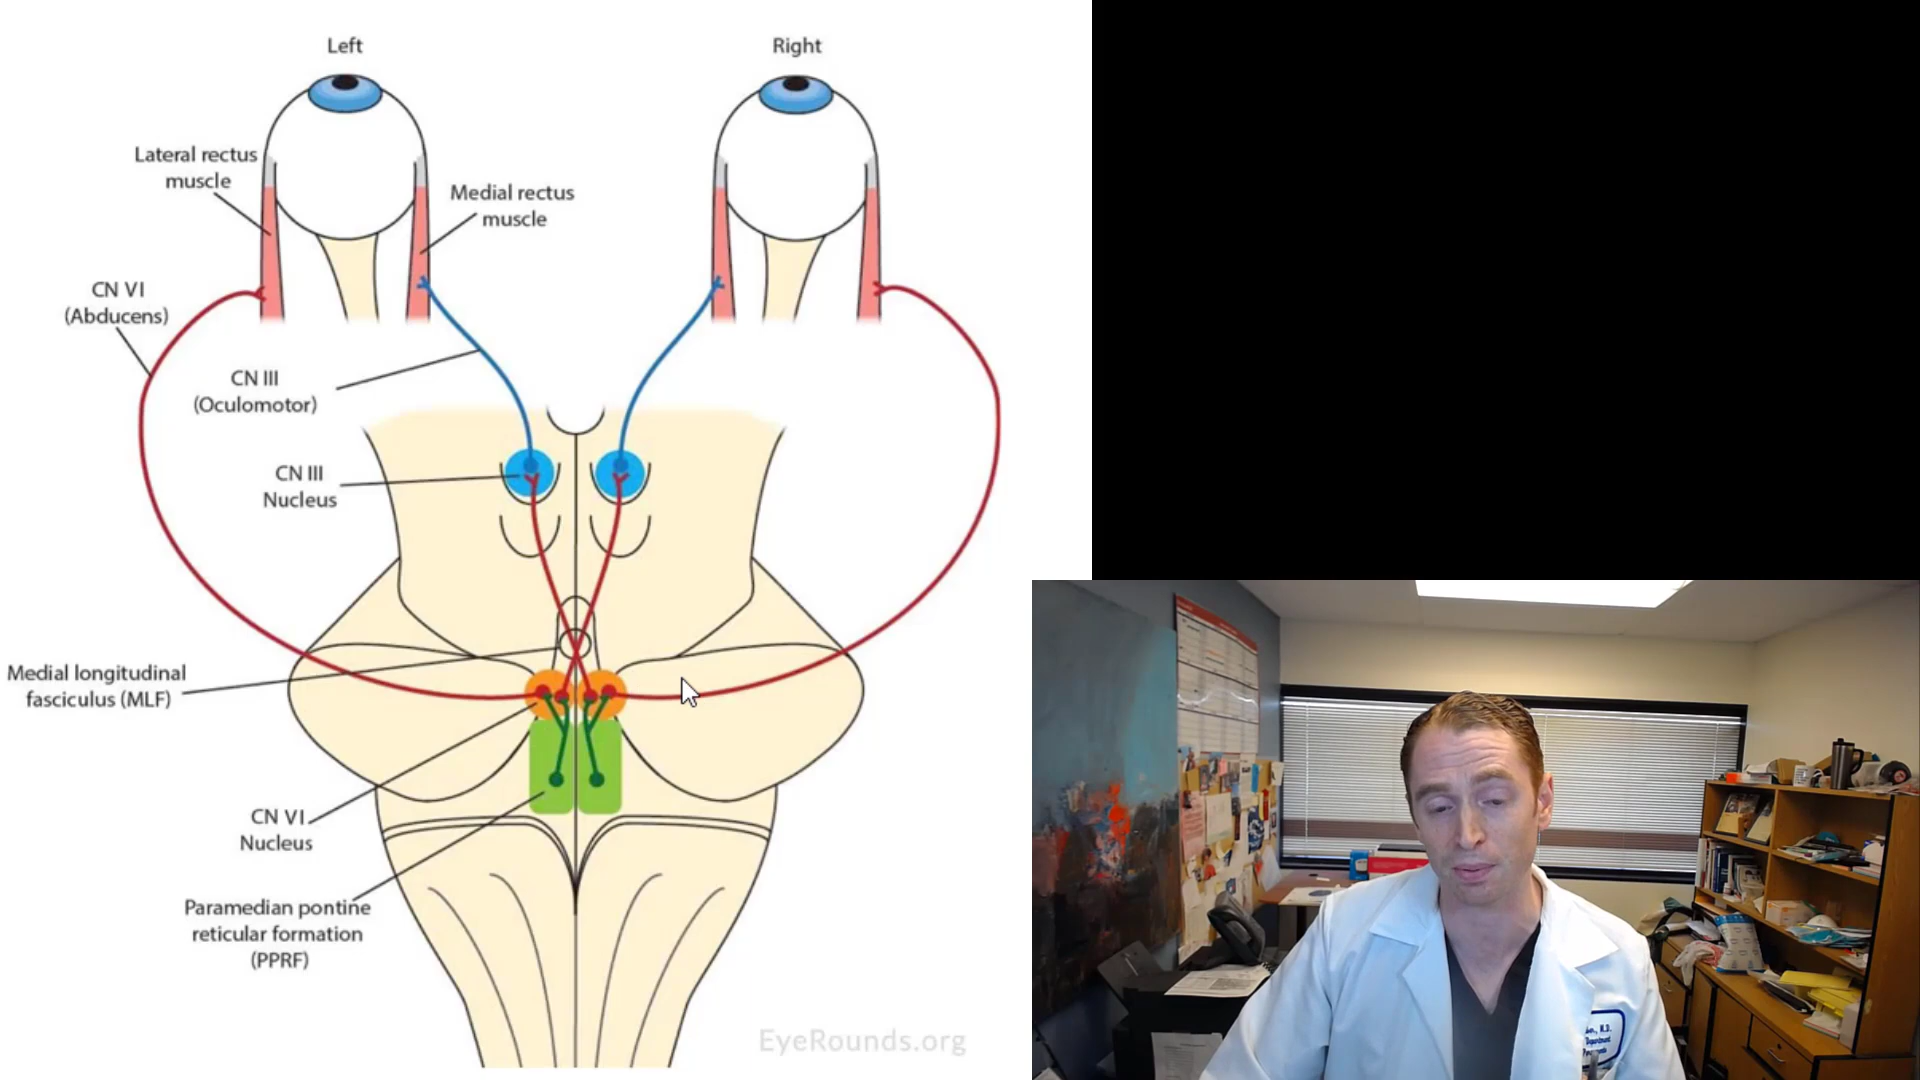 Left
Right
Lateral rectus
muscle
Medial rectus
muscle
CN VI
(Abducens)
CN III
(Oculomotor)
CN III
Nucleus
Medial longitudinal
fasciculus (MLF)
CN VI
Nucleus
Paramedian pontine
reticular formation
(PPRF)
EyeRounds.org